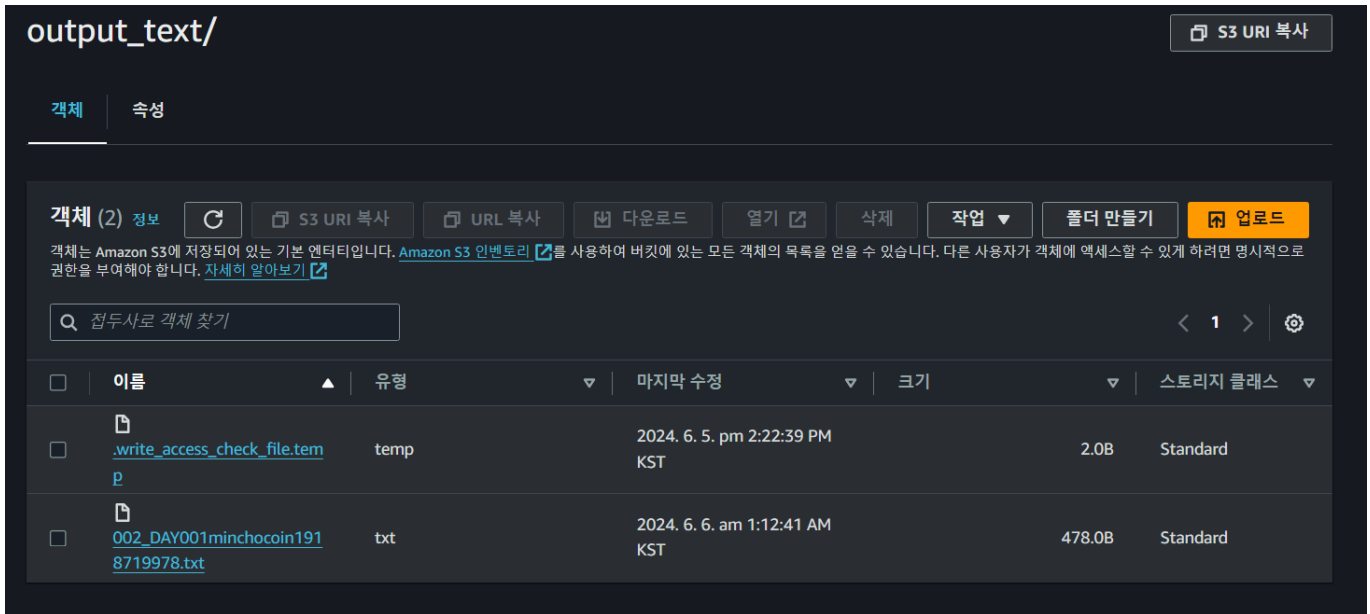 output_text/
S3 URI 복사
객체
속성
객체 (2) 정보
S3 URI 복사
URL 복사
다운로드
열기
삭제
작업
폴더 만들기
업로드
객체는 Amazon S3에 저장되어 있는 기본 엔터티입니다. Amazon S3 인벤토리를 사용하여 버킷에 있는 모든 객체의 목록을 얻을 수 있습니다. 다른 사용자가 객체에 액세스할 수 있게 하려면 명시적으로
권한을 부여해야 합니다. 자세히 알아보기
접두사로 객체 찾기
1
이름
유형
마지막 수정
크기
스토리지 클래스
.write_access_check_file.tem
p
temp
2024. 6. 5. pm 2:22:39 PM
KST
2.0B
Standard
002_DAY001minchocoin191
8719978.txt
txt
2024. 6. 6. am 1:12:41 AM
KST
478.0B
Standard